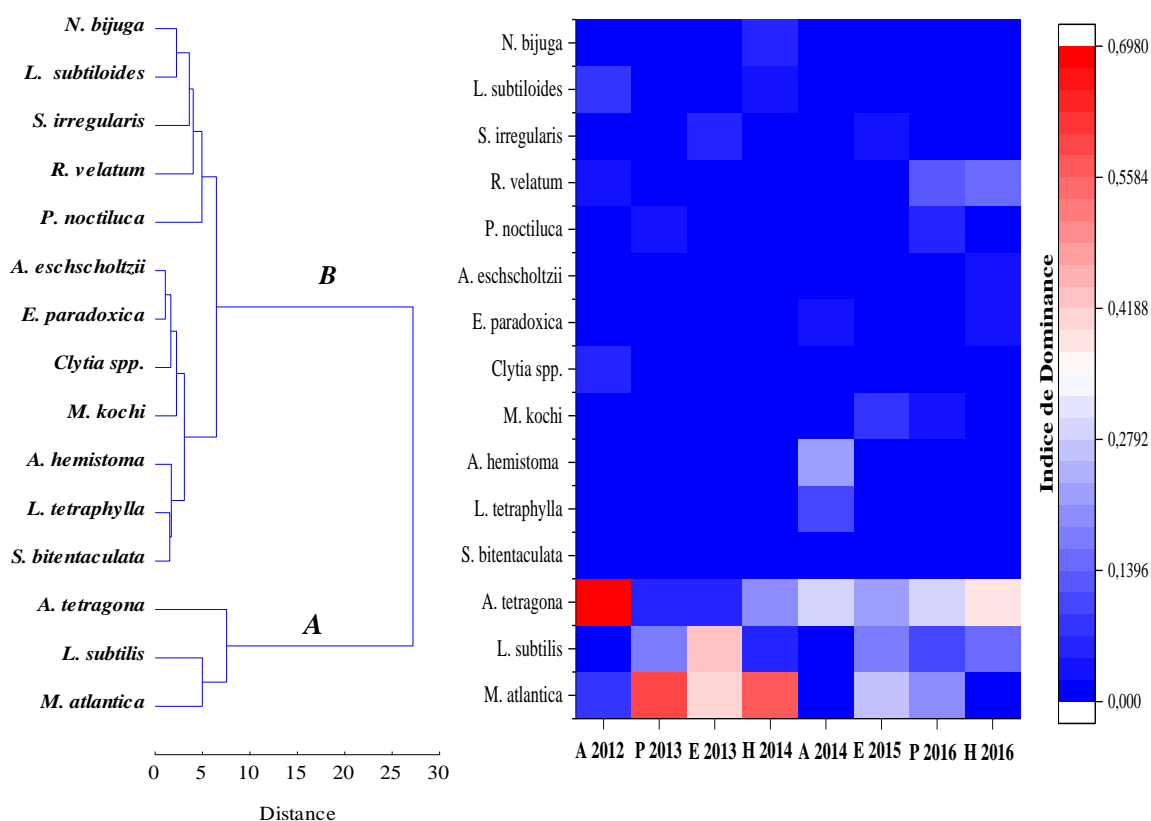 N. bijuga
L. subtiloides
S. irregularis
R. velatum
P. noctiluca
A. eschscholtzii
E. paradoxica
Clytia spp.
M. kochi
A. hemistoma
L. tetraphylla
S. bitentaculata
A. tetragona
L. subtilis
M. atlantica
B
A
0 5 10 15 20 25 30
Distance
N. bijuga
L. subtiloides
S. irregularis
R. velatum
P. noctiluca
A. eschscholtzii
E. paradoxica
Clytia spp.
M. kochi
A. hemistoma
L. tetraphylla
S. bitentaculata
A. tetragona
L. subtilis
M. atlantica
A 2012 P 2013 E 2013 H 2014 A 2014 E 2015 P 2016 H 2016
Indice de Dominance
0,6980
0,5584
0,4188
0,2792
0,1396
0,000